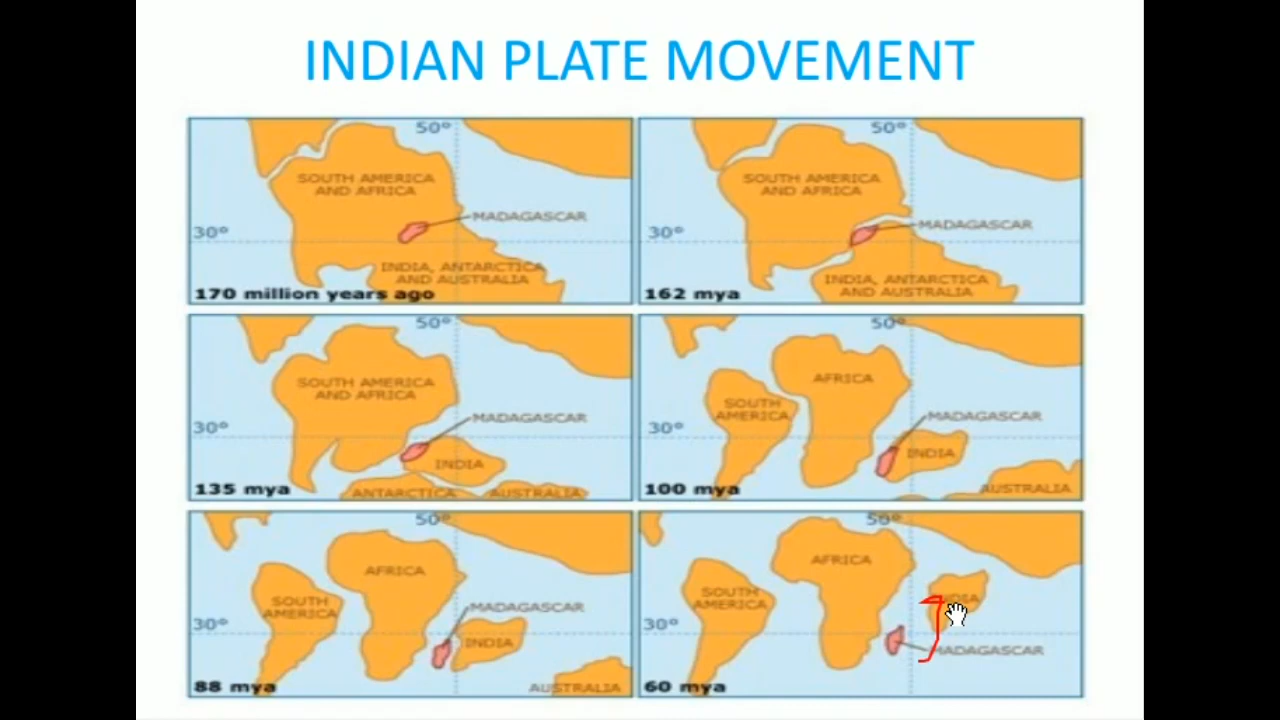 INDIAN PLATE MOVEMENT
50°
SOUTH AMERICA
AND AFRICA
MADAGASCAR
30°
INDIA, ANTARCTICA
AND AUSTRALIA
170 million years ago
50°
SOUTH AMERICA
AND AFRICA
MADAGASCAR
30°
INDIA, ANTARCTICA
AND AUSTRALIA
162 mya
50°
SOUTH AMERICA
AND AFRICA
MADAGASCAR
30°
INDIA
135 mya
ANTARCTICA
AUSTRALIA
50°
AFRICA
SOUTH
AMERICA
MADAGASCAR
30°
INDIA
100 mya
AUSTRALIA
50°
AFRICA
SOUTH
AMERICA
MADAGASCAR
30°
INDIA
88 mya
AUSTRALIA
50°
AFRICA
SOUTH
AMERICA
INDIA
30°
MADAGASCAR
60 mya